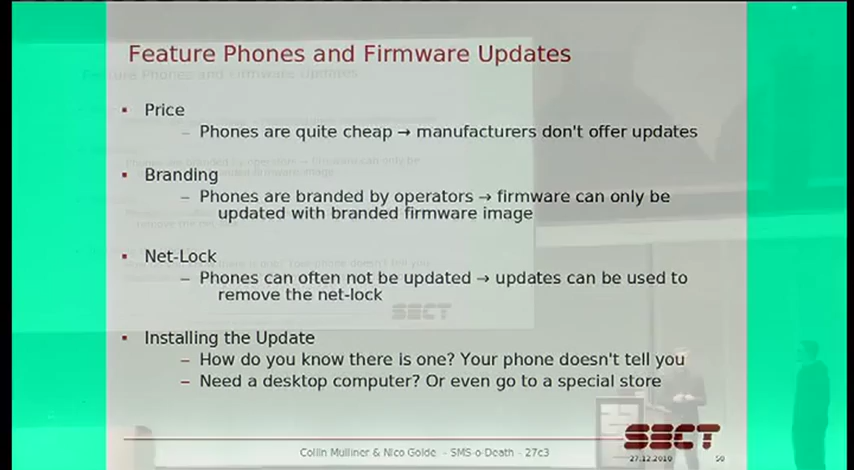 Feature Phones and Firmware Updates
▪ Price
– Phones are quite cheap → manufacturers don't offer updates
▪ Branding
– Phones are branded by operators → firmware can only be
updated with branded firmware image
▪ Net-Lock
– Phones can often not be updated → updates can be used to
remove the net-lock
▪ Installing the Update
– How do you know there is one? Your phone doesn't tell you
– Need a desktop computer? Or even go to a special store
SECT
Collin Mulliner & Nico Golde - SMS-o-Death - 27c3
27.12.2010 50